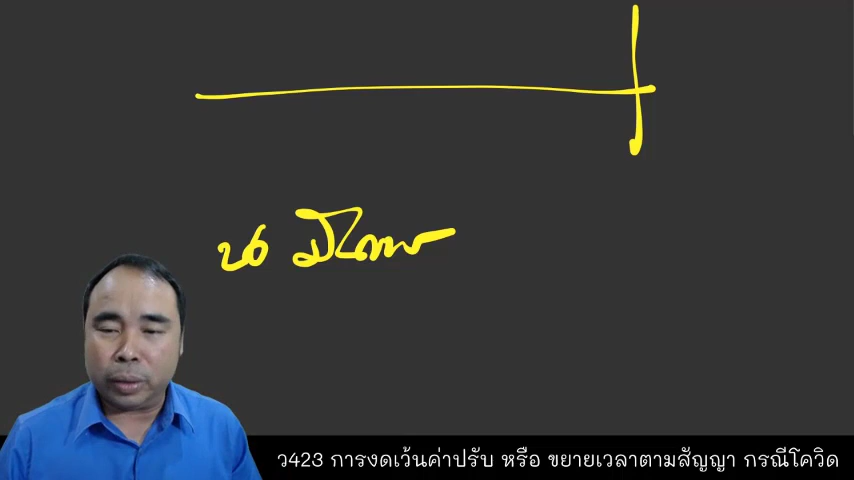 ว423 การงดเว้นค่าปรับ หรือ ขยายเวลาตามสัญญา กรณีโควิด